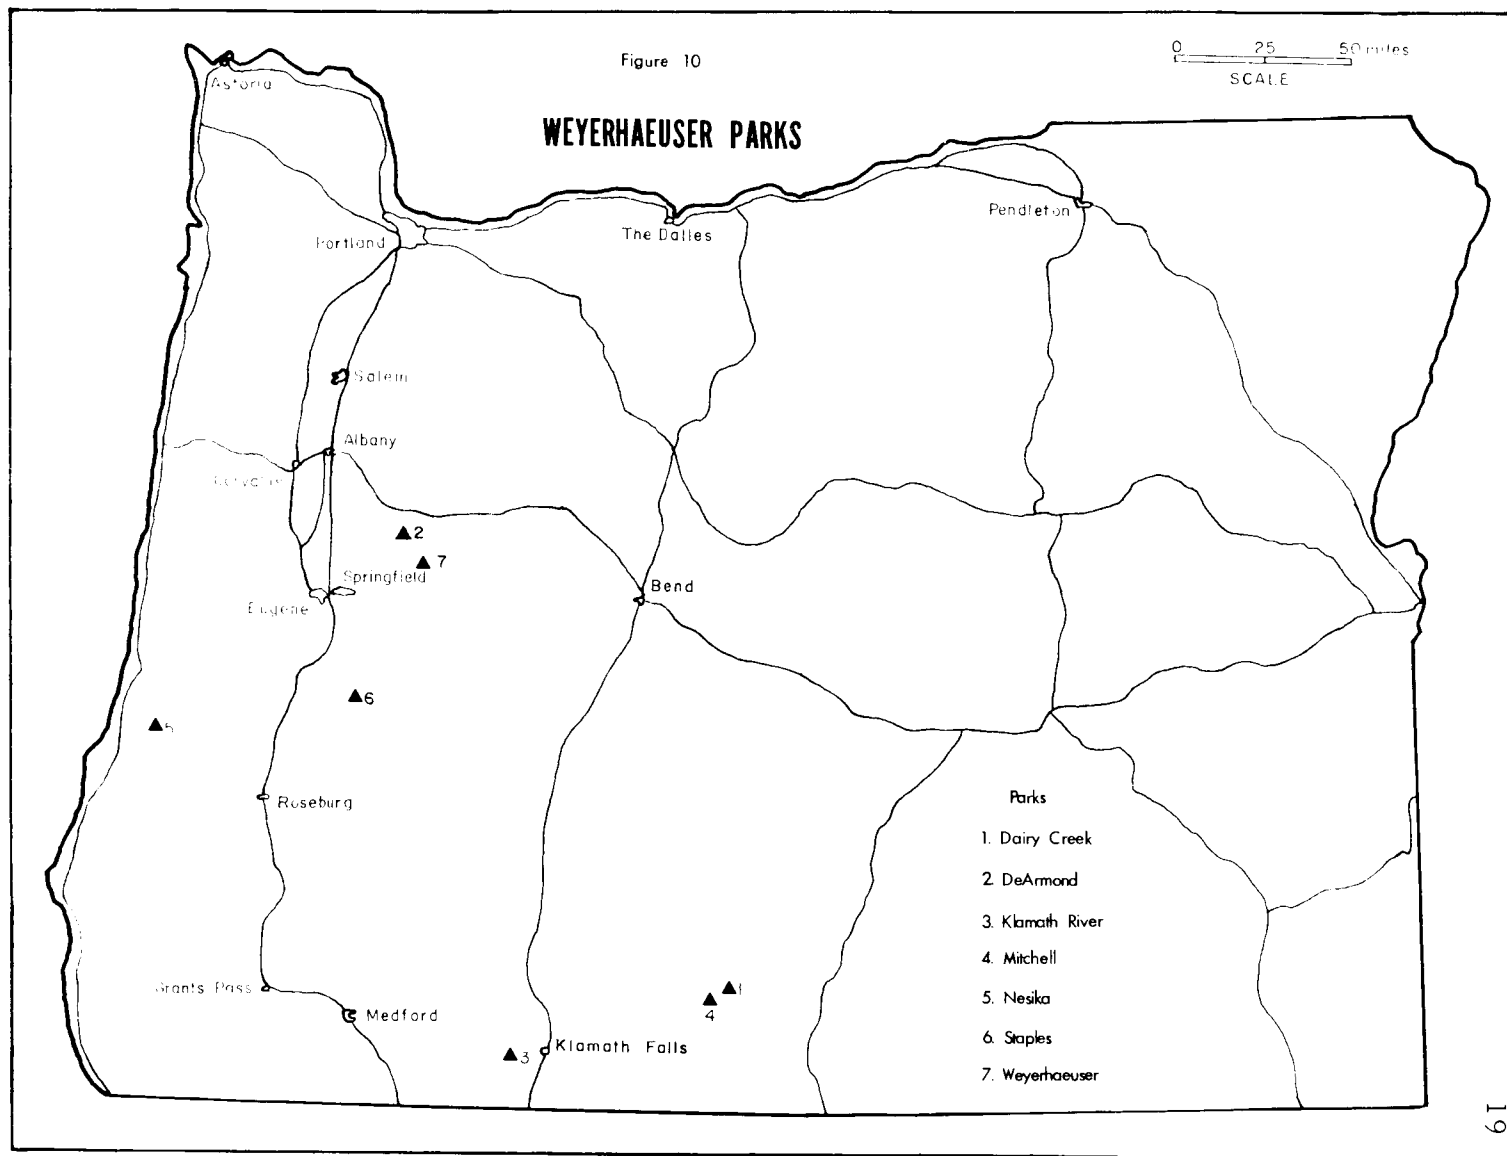 Figure 10
0 25 50 miles
SCALE
WEYERHAEUSER PARKS
Astoria
Portland
The Dalles
Pendleton
Salem
Albany
Corvallis
2
7
Springfield
Eugene
Bend
6
5
Roseburg
Parks
1. Dairy Creek
2. DeArmond
3. Klamath River
4. Mitchell
5. Nesika
6. Staples
7. Weyerhaeuser
Grants Pass
Medford
1
4
3
Klamath Falls
19